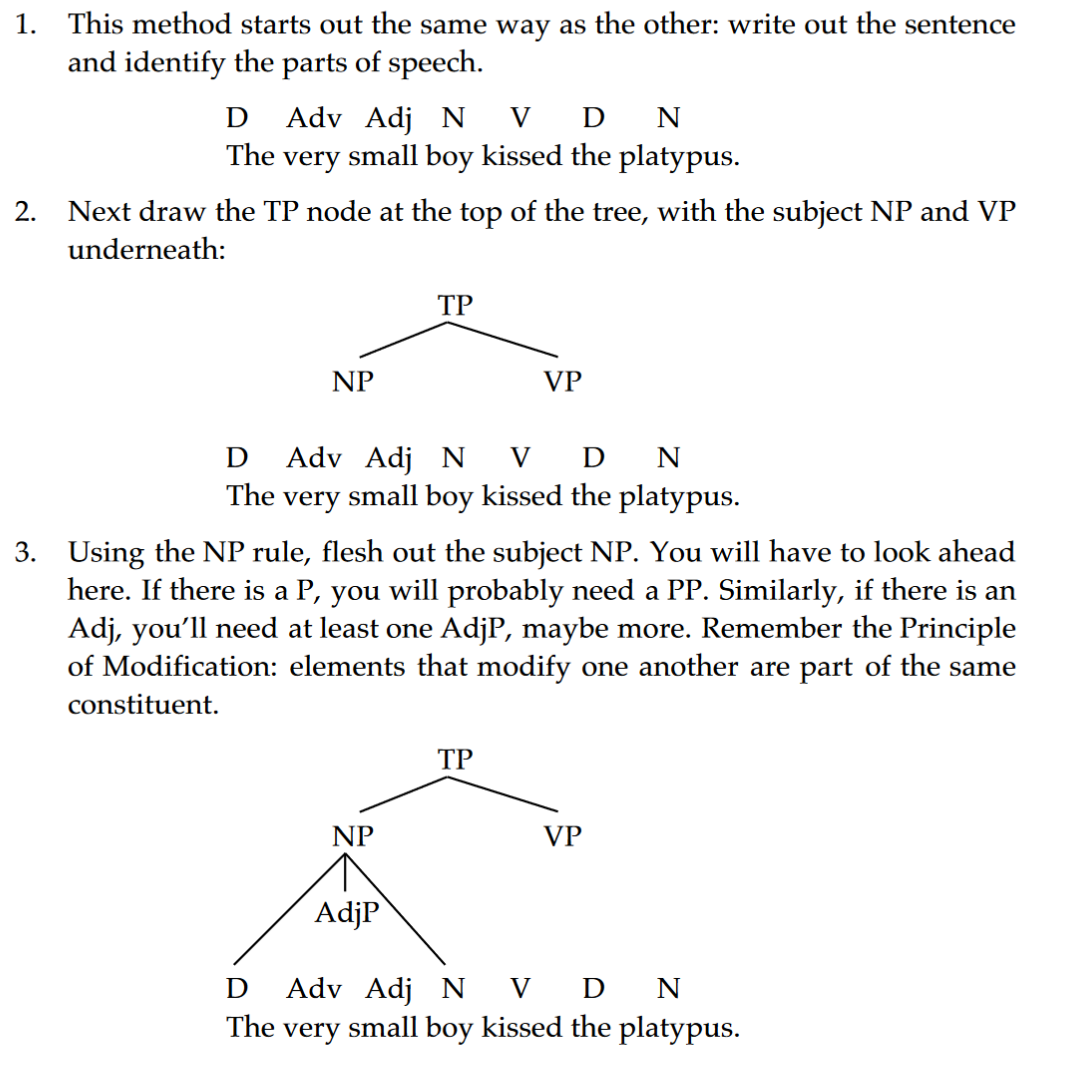 1. This method starts out the same way as the other: write out the sentence
and identify the parts of speech.
D Adv Adj N V D N
The very small boy kissed the platypus.
2. Next draw the TP node at the top of the tree, with the subject NP and VP
underneath:
TP
NP VP
D Adv Adj N V D N
The very small boy kissed the platypus.
3. Using the NP rule, flesh out the subject NP. You will have to look ahead
here. If there is a P, you will probably need a PP. Similarly, if there is an
Adj, you’ll need at least one AdjP, maybe more. Remember the Principle
of Modification: elements that modify one another are part of the same
constituent.
TP
NP VP
AdjP
D Adv Adj N V D N
The very small boy kissed the platypus.